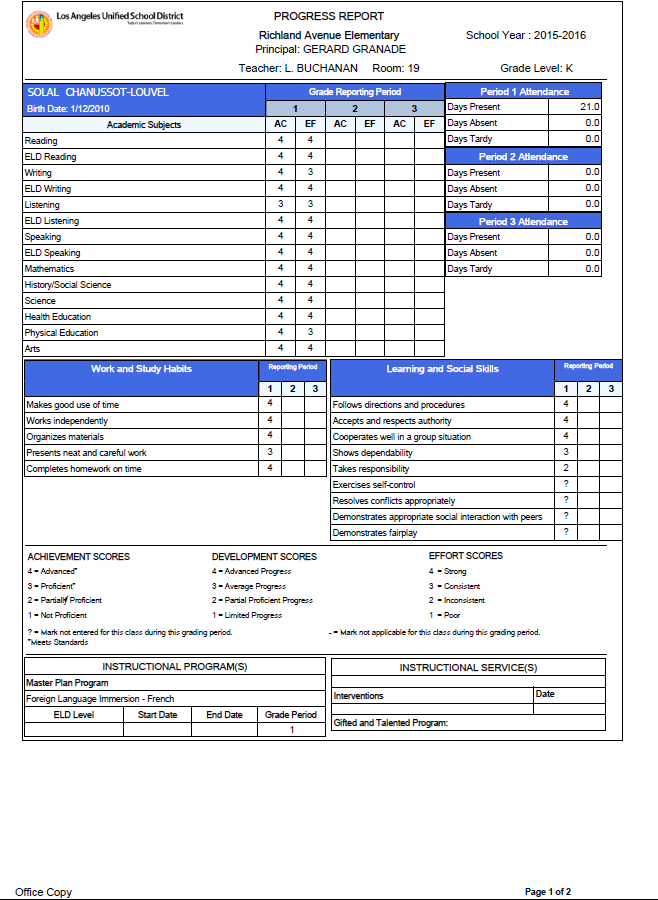 Los Angeles Unified School District
Today's Learners, Tomorrow's Leaders
PROGRESS REPORT
Richland Avenue Elementary
School Year : 2015-2016
Principal: GERARD GRANADE
Teacher: L. BUCHANAN Room: 19
Grade Level: K
SOLAL CHANUSSOT-LOUVEL
Grade Reporting Period
Birth Date: 1/12/2010
1 2 3
Academic Subjects AC EF AC EF AC EF
Reading 4 4
ELD Reading 4 4
Writing 4 3
ELD Writing 4 4
Listening 3 3
ELD Listening 4 4
Speaking 4 4
ELD Speaking 4 4
Mathematics 4 4
History/Social Science 4 4
Science 4 4
Health Education 4 4
Physical Education 4 3
Arts 4 4
Period 1 Attendance
Days Present 21.0
Days Absent 0.0
Days Tardy 0.0
Period 2 Attendance
Days Present 0.0
Days Absent 0.0
Days Tardy 0.0
Period 3 Attendance
Days Present 0.0
Days Absent 0.0
Days Tardy 0.0
Work and Study Habits Reporting Period
1 2 3
Makes good use of time 4
Works independently 4
Organizes materials 4
Presents neat and careful work 3
Completes homework on time 4
Learning and Social Skills Reporting Period
1 2 3
Follows directions and procedures 4
Accepts and respects authority 4
Cooperates well in a group situation 4
Shows dependability 3
Takes responsibility 2
Exercises self-control ?
Resolves conflicts appropriately ?
Demonstrates appropriate social interaction with peers ?
Demonstrates fairplay ?
ACHIEVEMENT SCORES
4 = Advanced*
3 = Proficient*
2 = Partially Proficient
1 = Not Proficient
DEVELOPMENT SCORES
4 = Advanced Progress
3 = Average Progress
2 = Partial Proficient Progress
1 = Limited Progress
EFFORT SCORES
4 = Strong
3 = Consistent
2 = Inconsistent
1 = Poor
? = Mark not entered for this class during this grading period.
- = Mark not applicable for this class during this grading period.
*Meets Standards
INSTRUCTIONAL PROGRAM(S)
Master Plan Program
Foreign Language Immersion - French
ELD Level Start Date End Date Grade Period
1
INSTRUCTIONAL SERVICE(S)
Interventions Date
Gifted and Talented Program:
Office Copy
Page 1 of 2